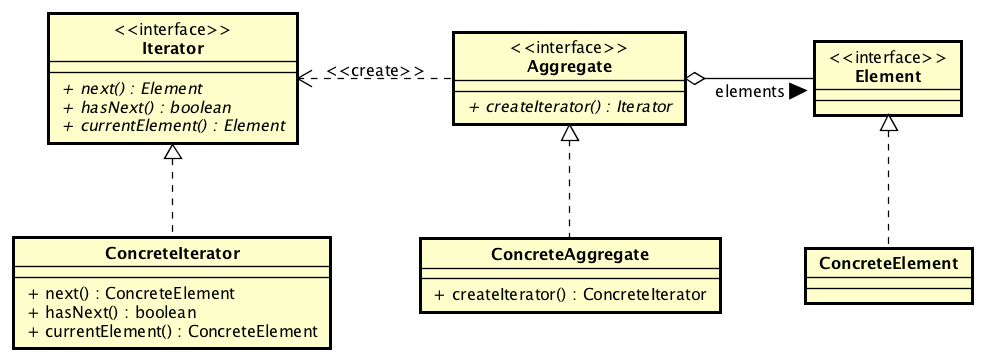 <<interface>>
Iterator
+ next() : Element
+ hasNext() : boolean
+ currentElement() : Element
<<create>>
<<interface>>
Aggregate
+ createIterator() : Iterator
elements
<<interface>>
Element
ConcreteIterator
+ next() : ConcreteElement
+ hasNext() : boolean
+ currentElement() : ConcreteElement
ConcreteAggregate
+ createIterator() : ConcreteIterator
ConcreteElement